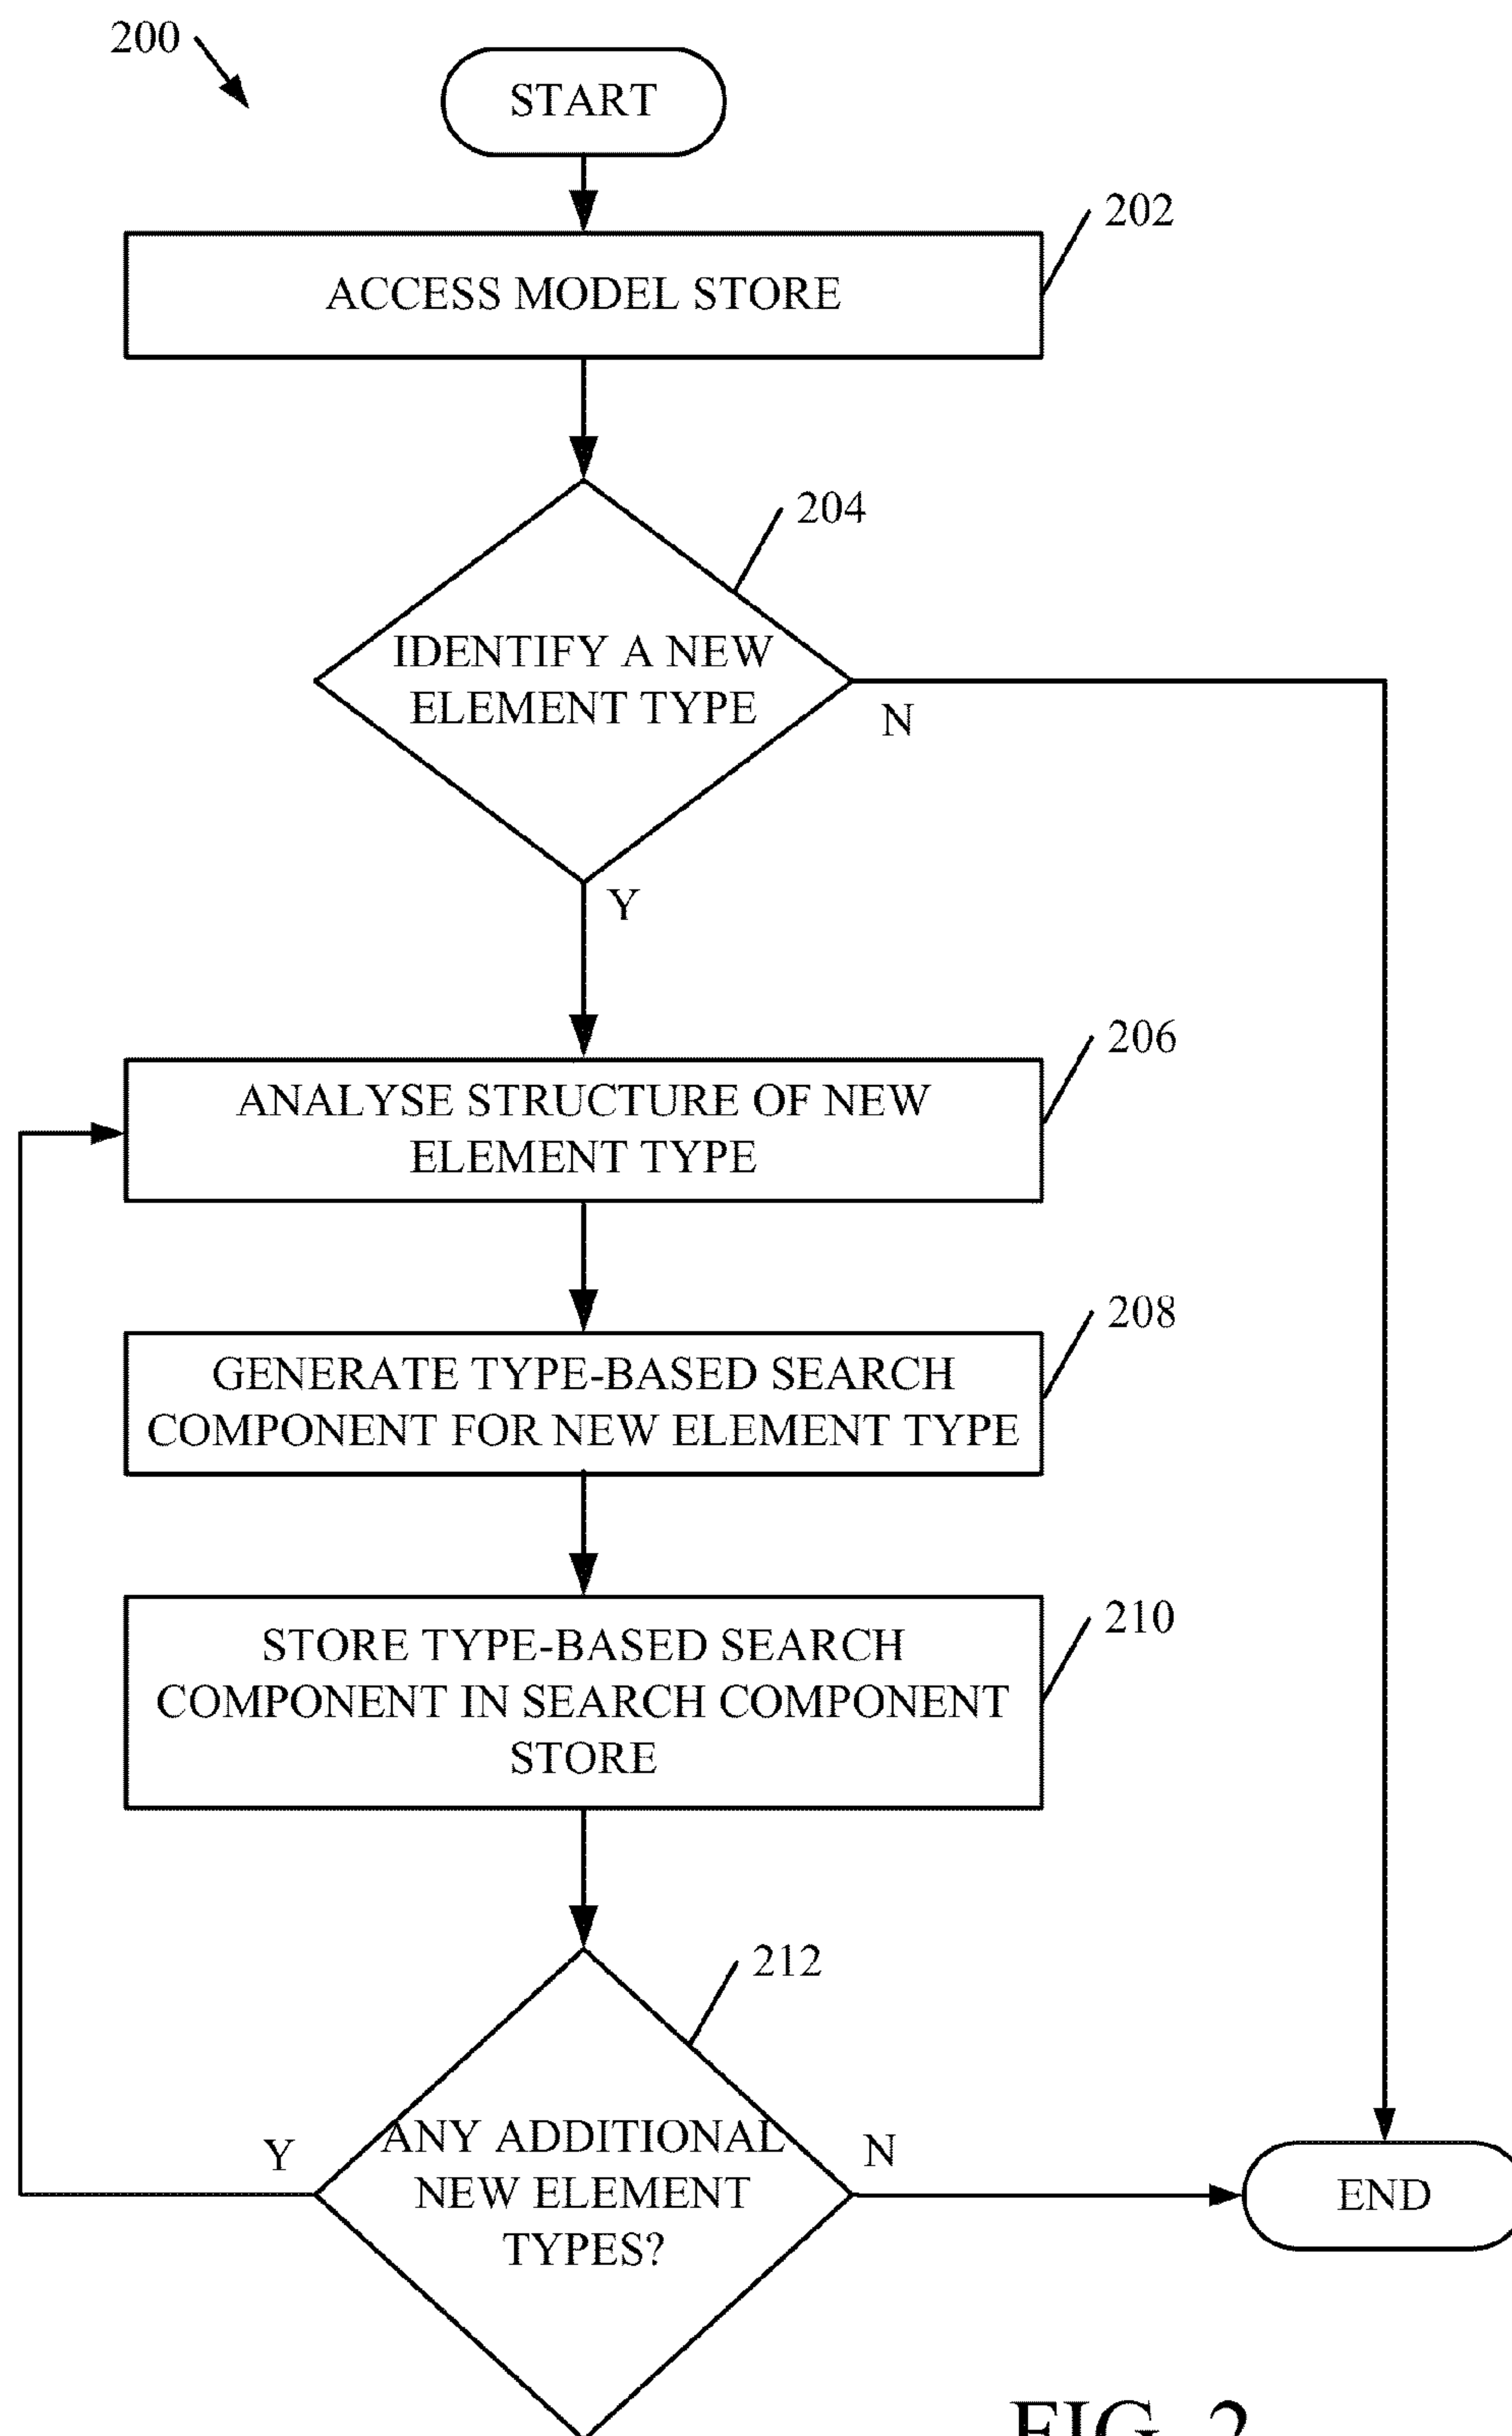 200
START
202
ACCESS MODEL STORE
204
IDENTIFY A NEW
ELEMENT TYPE
N
Y
206
ANALYSE STRUCTURE OF NEW
ELEMENT TYPE
208
GENERATE TYPE-BASED SEARCH
COMPONENT FOR NEW ELEMENT TYPE
210
STORE TYPE-BASED SEARCH
COMPONENT IN SEARCH COMPONENT
STORE
212
ANY ADDITIONAL
NEW ELEMENT
TYPES?
Y
N
END
FIG. 2